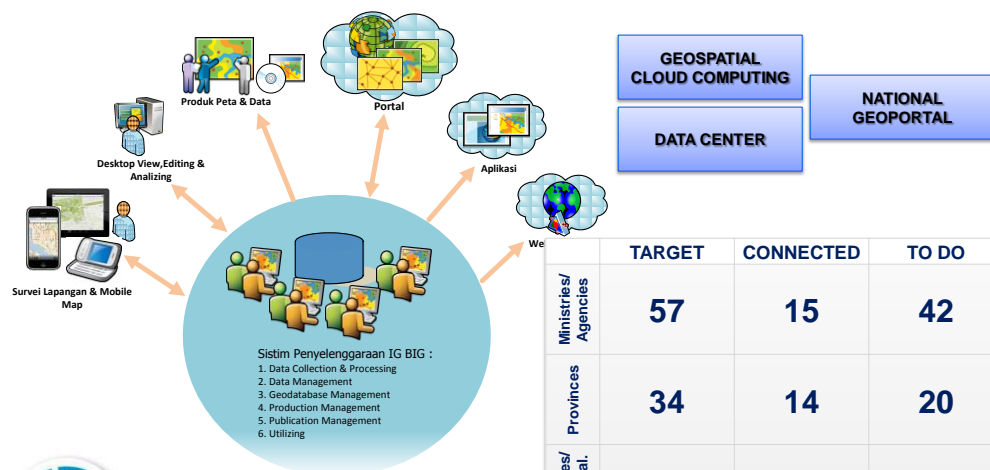 Produk Peta & Data
Portal
Desktop View,Editing &
Analizing
Aplikasi
Survei Lapangan & Mobile
Map
Sistim Penyelenggaraan IG BIG :
1. Data Collection & Processing
2. Data Management
3. Geodatabase Management
4. Production Management
5. Publication Management
6. Utilizing
GEOSPATIAL
CLOUD COMPUTING
DATA CENTER
NATIONAL
GEOPORTAL
TARGET CONNECTED TO DO
Ministries/
Agencies
57 15 42
Provinces
34 14 20